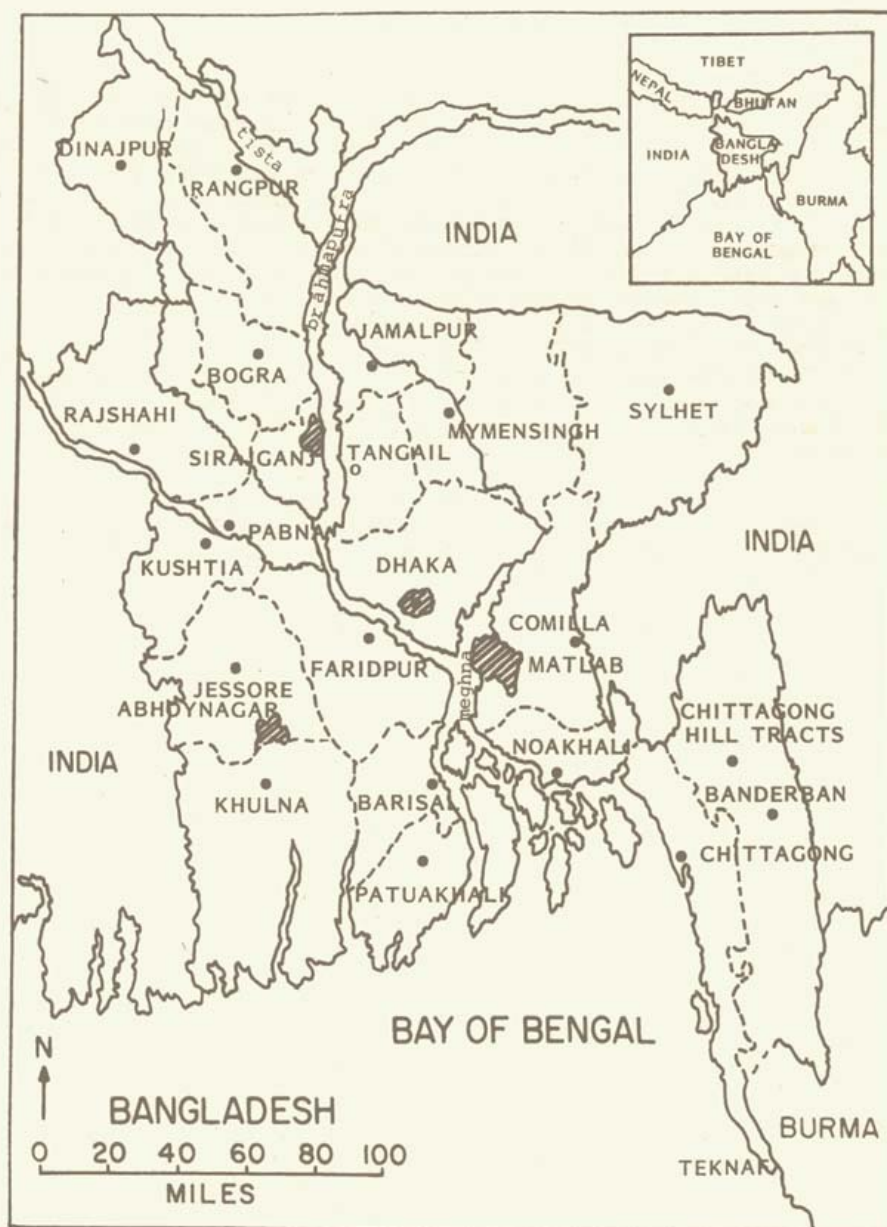 TIBET
NEPAL
BHUTAN
BANGLA
DESH
INDIA
BURMA
BAY OF
BENGAL
tista
DINAJPUR
RANGPUR
brahmaputra
INDIA
JAMALPUR
BOGRA
RAJSHAHI
SYLHET
MYMENSINGH
SIRAJGANJ
TANGAIL
PABNA
KUSHTIA
DHAKA
INDIA
COMILLA
MATLAB
FARIDPUR
meghna
JESSORE
ABHOYNAGAR
CHITTAGONG
HILL TRACTS
NOAKHALI
INDIA
KHULNA
BARISAL
BANDERBAN
CHITTAGONG
PATUAKHALI
BAY OF BENGAL
N
BANGLADESH
0 20 40 60 80 100
MILES
BURMA
TEKNAF